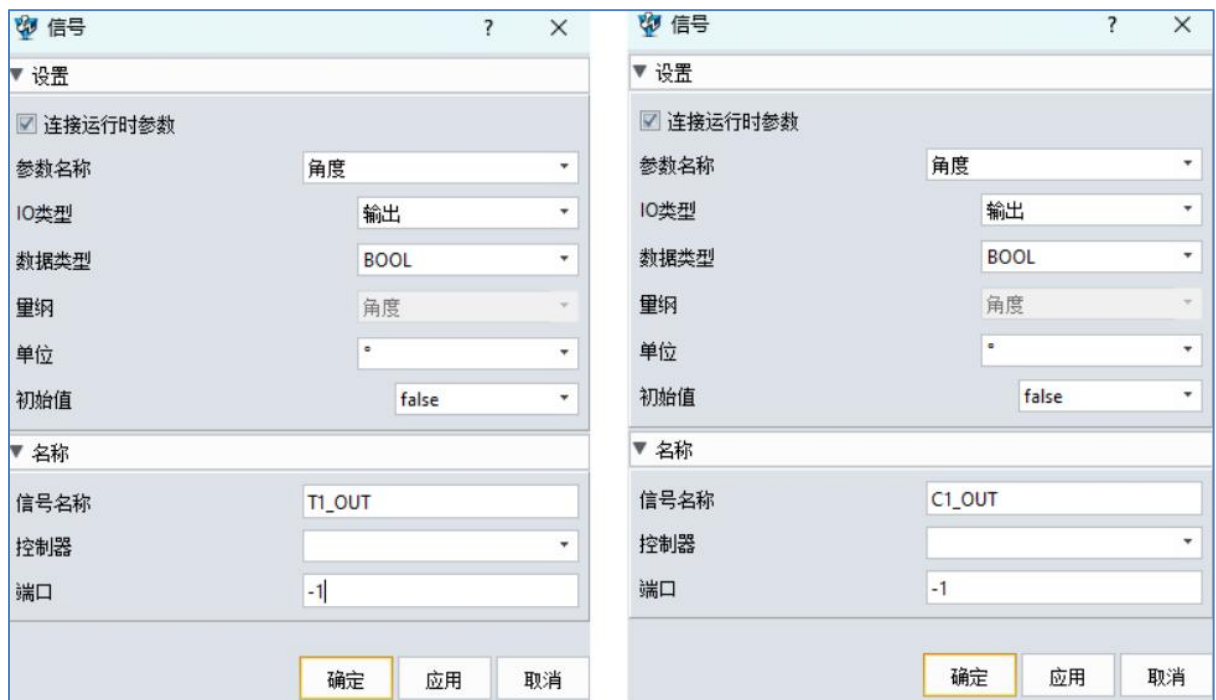 信号 ? ×
设置
连接运行时参数
参数名称 角度
IO类型 输出
数据类型 BOOL
量纲 角度
单位 °
初始值 false
名称
信号名称 T1_OUT
控制器
端口 -1
确定 应用 取消
信号 ? ×
设置
连接运行时参数
参数名称 角度
IO类型 输出
数据类型 BOOL
量纲 角度
单位 °
初始值 false
名称
信号名称 C1_OUT
控制器
端口 -1
确定 应用 取消